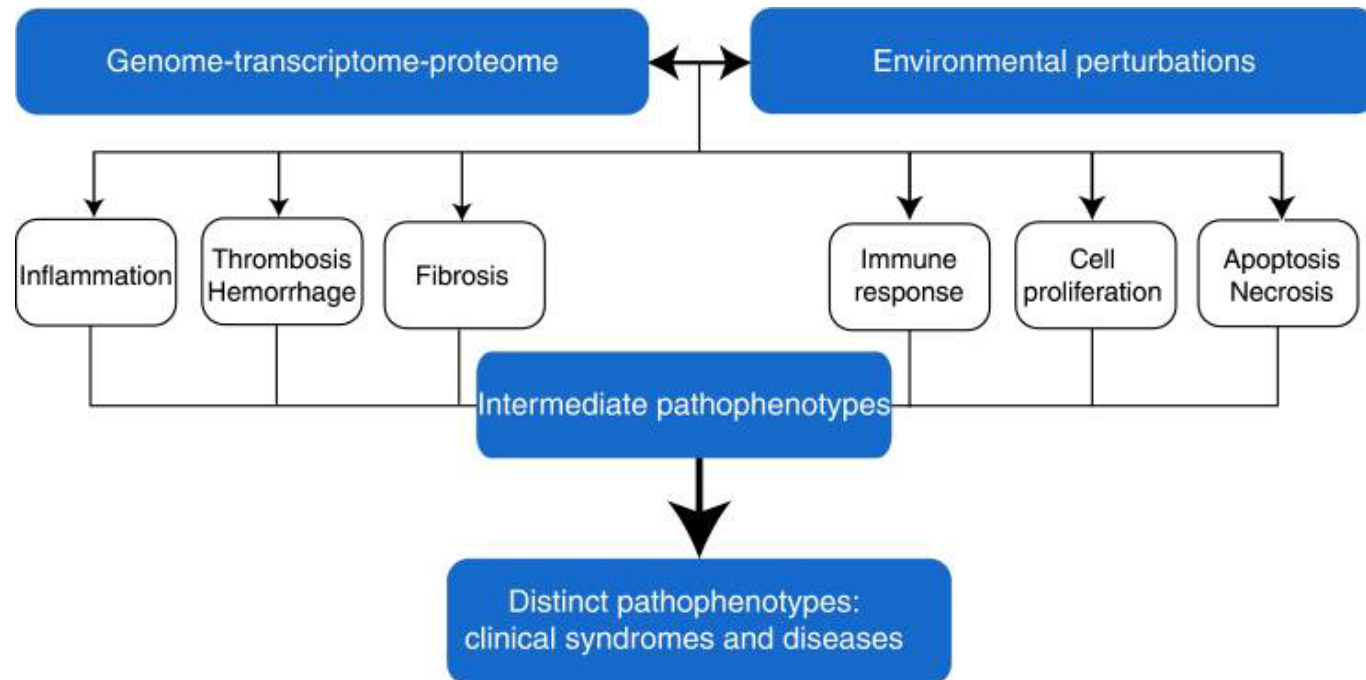 Genome-transcriptome-proteome
Environmental perturbations
Inflammation
Thrombosis
Hemorrhage
Fibrosis
Immune
response
Cell
proliferation
Apoptosis
Necrosis
Intermediate pathophenotypes
Distinct pathophenotypes:
clinical syndromes and diseases